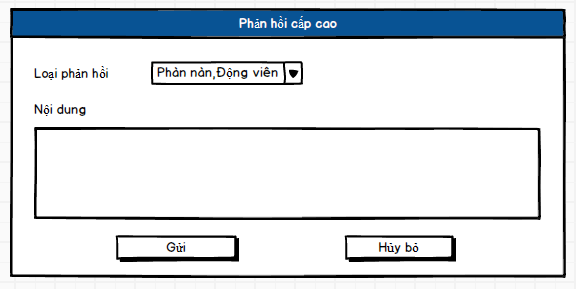 Phản hồi cấp cao
Loại phản hồi
Phàn nàn,Động viên
Nội dung
Gửi
Hủy bỏ